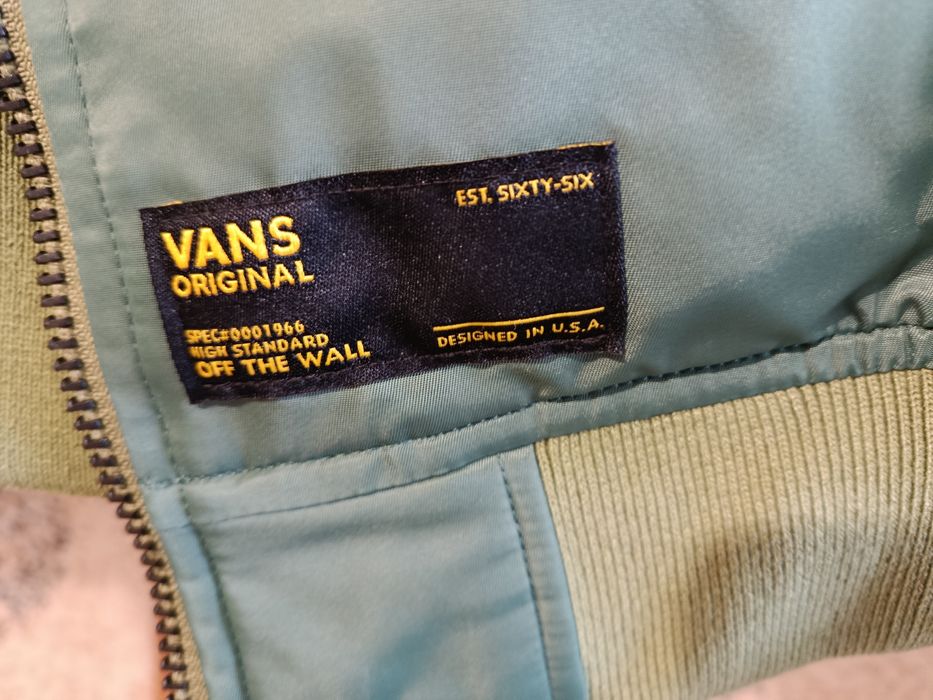 EST. SIXTY-SIX
VANS
ORIGINAL
SPEC#0001966
HIGH STANDARD
OFF THE WALL
DESIGNED IN U.S.A.